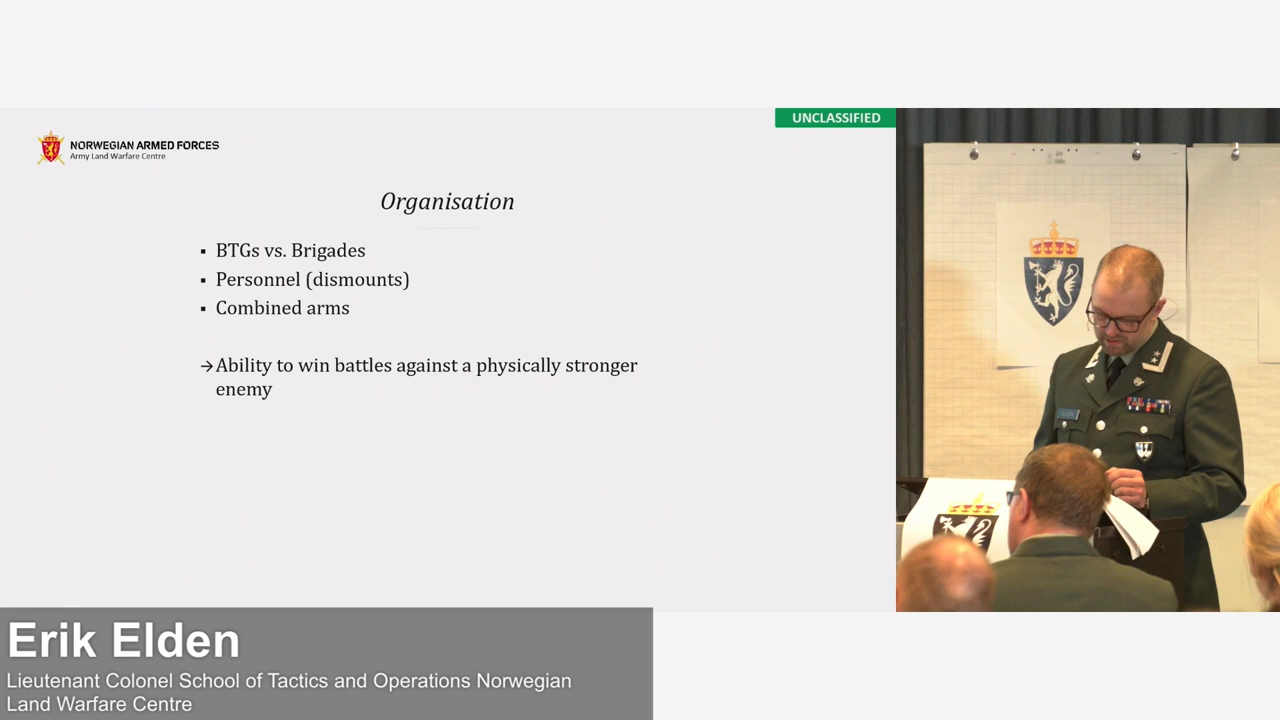 UNCLASSIFIED
NORWEGIAN ARMED FORCES
Army Land Warfare Centre
Organisation
▪ BTGs vs. Brigades
▪ Personnel (dismounts)
▪ Combined arms
→Ability to win battles against a physically stronger
enemy
Erik Elden
Lieutenant Colonel School of Tactics and Operations Norwegian
Land Warfare Centre